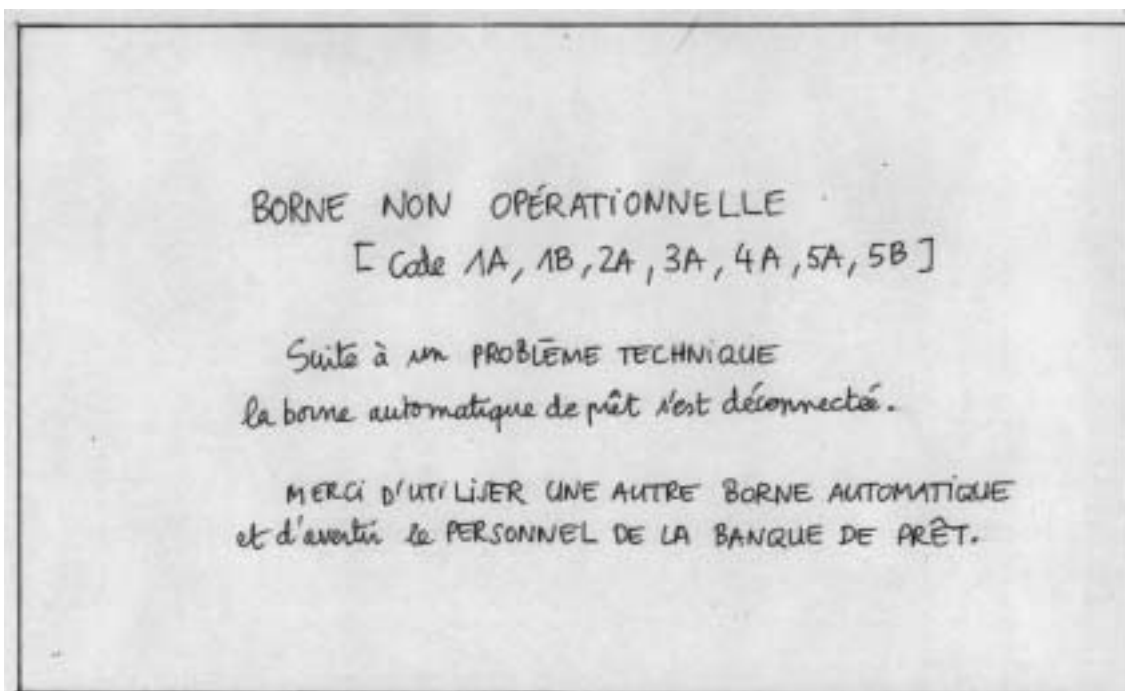 BORNE NON OPÉRATIONNELLE
[Code 1A, 1B, 2A, 3A, 4A, 5A, 5B]
Suite à un PROBLÈME TECHNIQUE
la borne automatique de prêt s'est déconnectée.
MERCI D'UTILISER UNE AUTRE BORNE AUTOMATIQUE
et d'avertir le PERSONNEL DE LA BANQUE DE PRÊT.